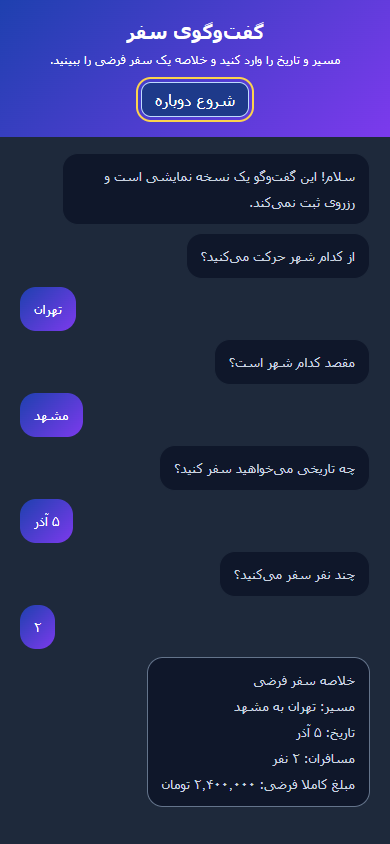 گفت‌وگوی سفر
مسیر و تاریخ را وارد کنید و خلاصه یک سفر فرضی را ببینید.
شروع دوباره
سلام! این گفت‌وگو یک نسخه نمایشی است و
رزروی ثبت نمی‌کند.
از کدام شهر حرکت می‌کنید؟
تهران
مقصد کدام شهر است؟
مشهد
چه تاریخی می‌خواهید سفر کنید؟
۵ آذر
چند نفر سفر می‌کنید؟
۲
خلاصه سفر فرضی
مسیر: تهران به مشهد
تاریخ: ۵ آذر
مسافران: ۲ نفر
مبلغ کاملا فرضی: ۲,۴۰۰,۰۰۰ تومان